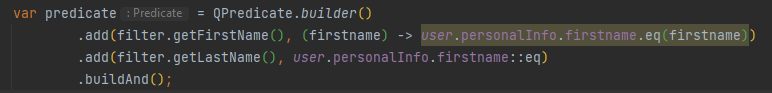 var predicate : Predicate = QPredicate.builder()
.add(filter.getFirstName(), (firstname) -> user.personalInfo.firstname.eq(firstname))
.add(filter.getLastName(), user.personalInfo.firstname::eq)
.buildAnd();